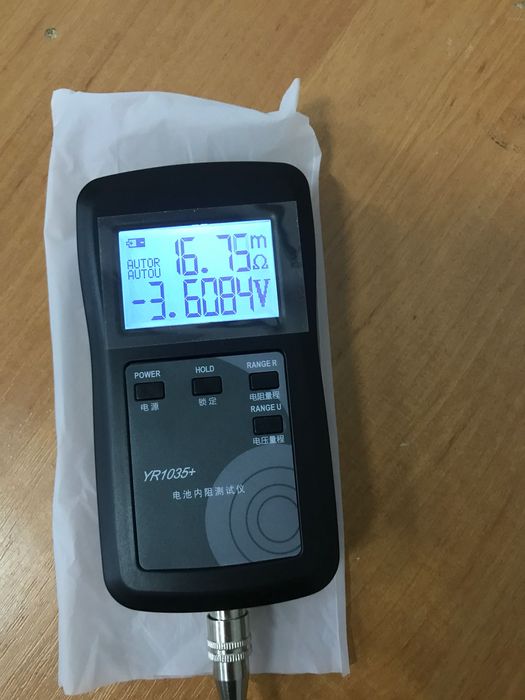 AUTOR 16.75 mΩ
AUTOU
-3.6084V
POWER
电源
HOLD
锁定
RANGE R
电阻量程
RANGE U
电压量程
YR1035+
电池内阻测试仪